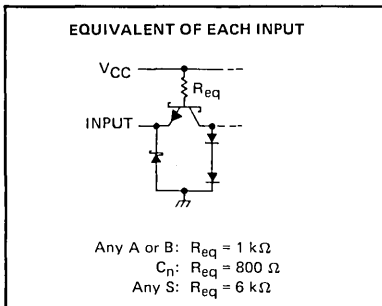 EQUIVALENT OF EACH INPUT
VCC
Req
INPUT
Any A or B: Req = 1 kΩ
Cn: Req = 800 Ω
Any S: Req = 6 kΩ